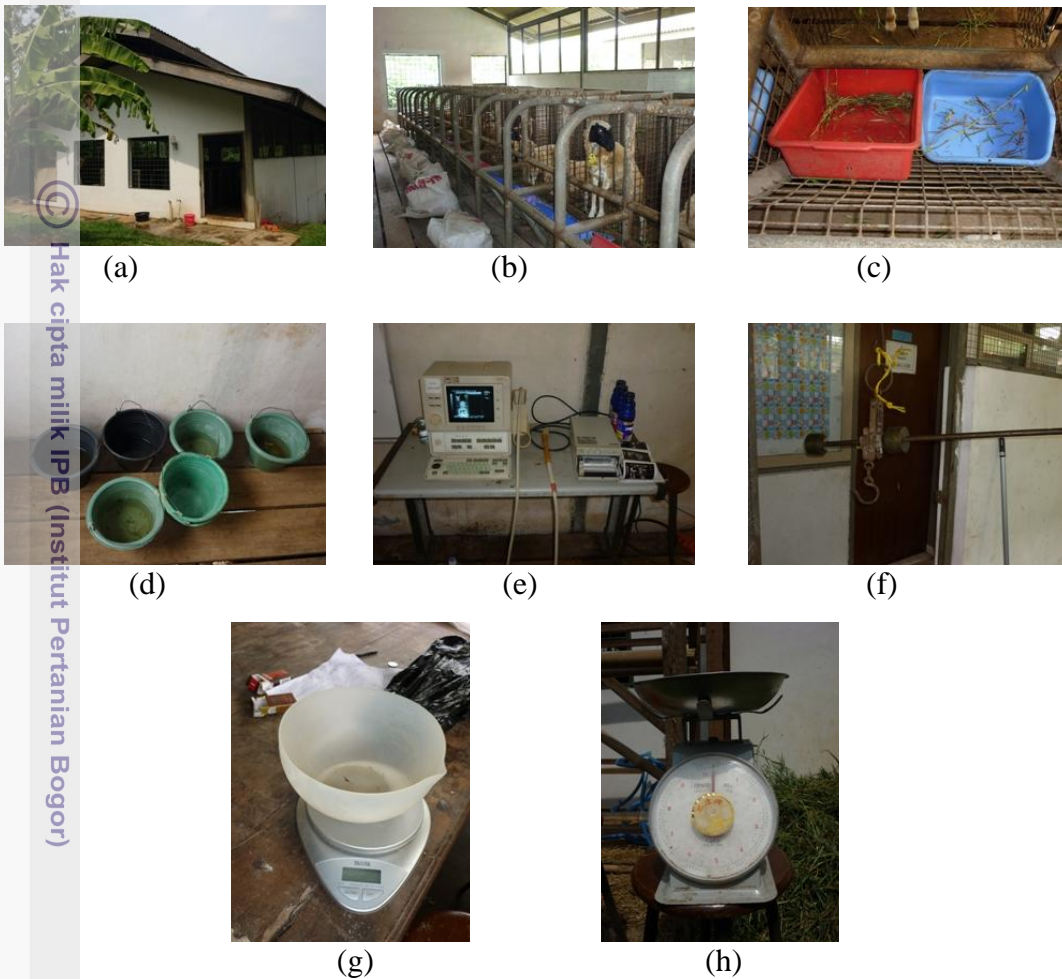 © Hak cipta milik IPB (Institut Pertanian Bogor)
(a)
(b)
(c)
(d)
(e)
(f)
TANITA
(g)
(h)